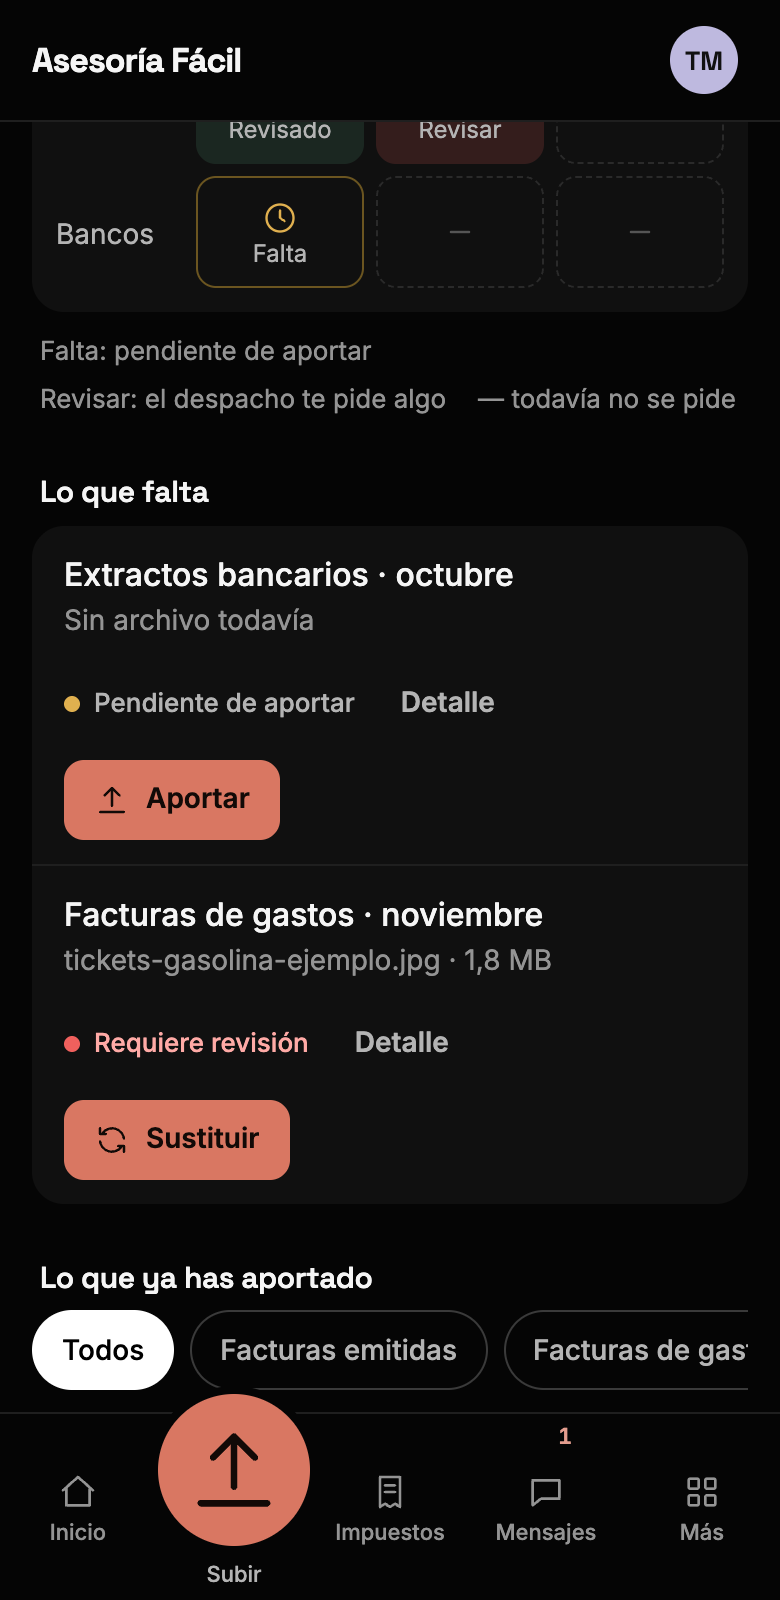 Asesoría Fácil
TM
Revisado
Revisar
Bancos
Falta
—
—
Falta: pendiente de aportar
Revisar: el despacho te pide algo — todavía no se pide
Lo que falta
Extractos bancarios · octubre
Sin archivo todavía
Pendiente de aportar
Detalle
Aportar
Facturas de gastos · noviembre
tickets-gasolina-ejemplo.jpg · 1,8 MB
Requiere revisión
Detalle
Sustituir
Lo que ya has aportado
Todos
Facturas emitidas
Facturas de gas
1
Inicio
Subir
Impuestos
Mensajes
Más